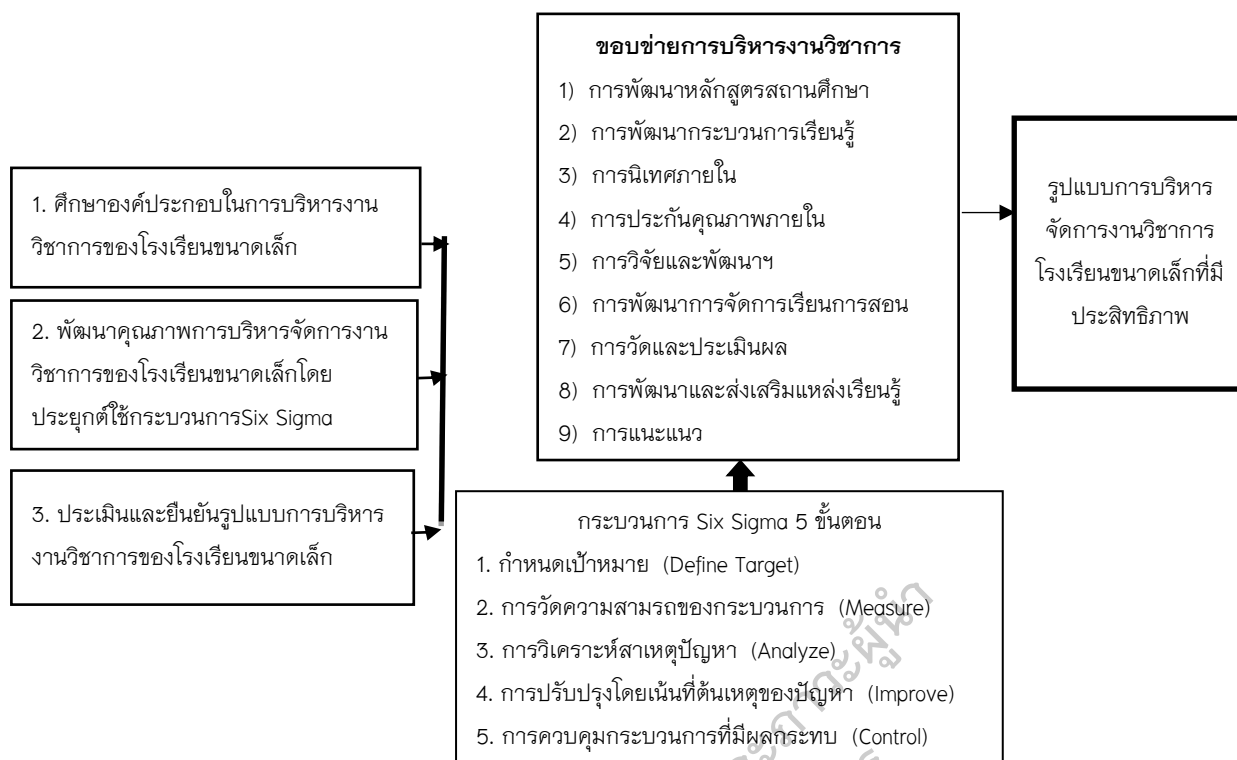 1. ศึกษาองค์ประกอบในการบริหารงาน
วิชาการของโรงเรียนขนาดเล็ก
2. พัฒนาคุณภาพการบริหารจัดการงาน
วิชาการของโรงเรียนขนาดเล็กโดย
ประยุกต์ใช้กระบวนการSix Sigma
3. ประเมินและยืนยันรูปแบบการบริหาร
งานวิชาการของโรงเรียนขนาดเล็ก
ขอบข่ายการบริหารงานวิชาการ
1) การพัฒนาหลักสูตรสถานศึกษา
2) การพัฒนากระบวนการเรียนรู้
3) การนิเทศภายใน
4) การประกันคุณภาพภายใน
5) การวิจัยและพัฒนาฯ
6) การพัฒนาการจัดการเรียนการสอน
7) การวัดและประเมินผล
8) การพัฒนาและส่งเสริมแหล่งเรียนรู้
9) การแนะแนว
กระบวนการ Six Sigma 5 ขั้นตอน
1. กำหนดเป้าหมาย (Define Target)
2. การวัดความสามรถของกระบวนการ (Measure)
3. การวิเคราะห์สาเหตุปัญหา (Analyze)
4. การปรับปรุงโดยเน้นที่ต้นเหตุของปัญหา (Improve)
5. การควบคุมกระบวนการที่มีผลกระทบ (Control)
รูปแบบการบริหาร
จัดการงานวิชาการ
โรงเรียนขนาดเล็กที่มี
ประสิทธิภาพ